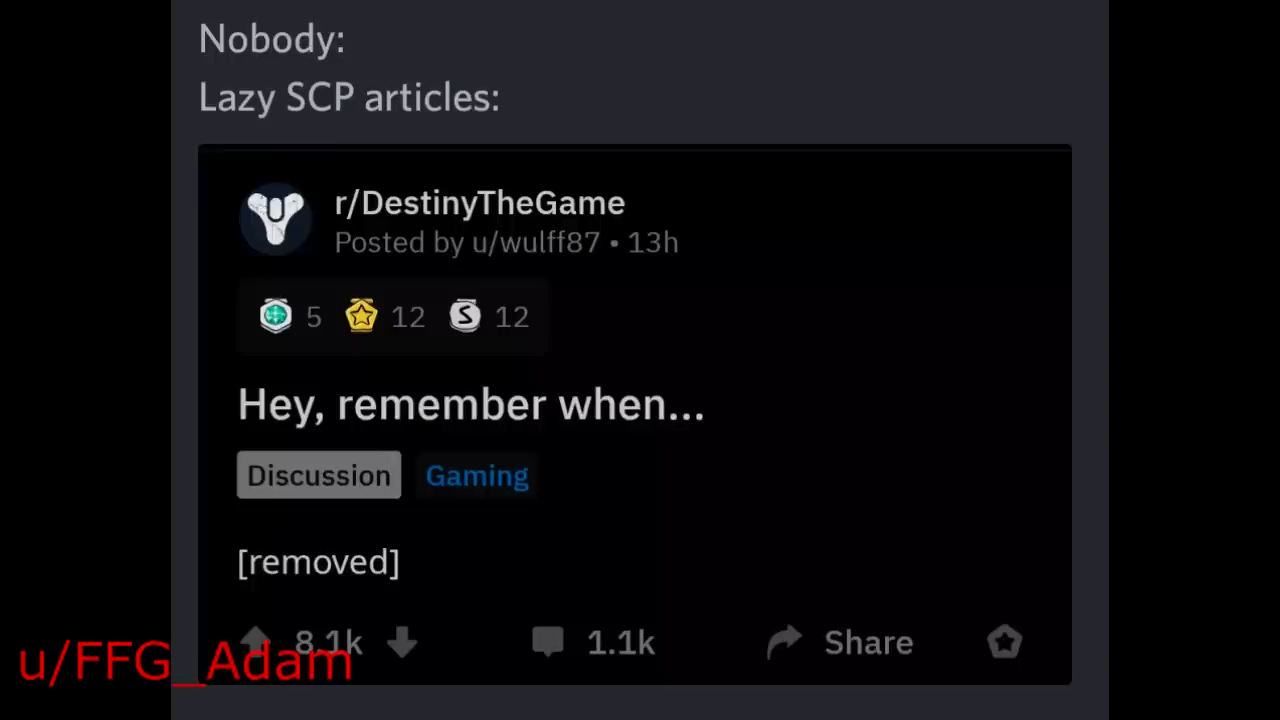 Nobody:
Lazy SCP articles:
r/DestinyTheGame
Posted by u/wulff87 • 13h
5 12 S 12
Hey, remember when...
Discussion Gaming
[removed]
8.1k 1.1k Share
u/FFG_Adam